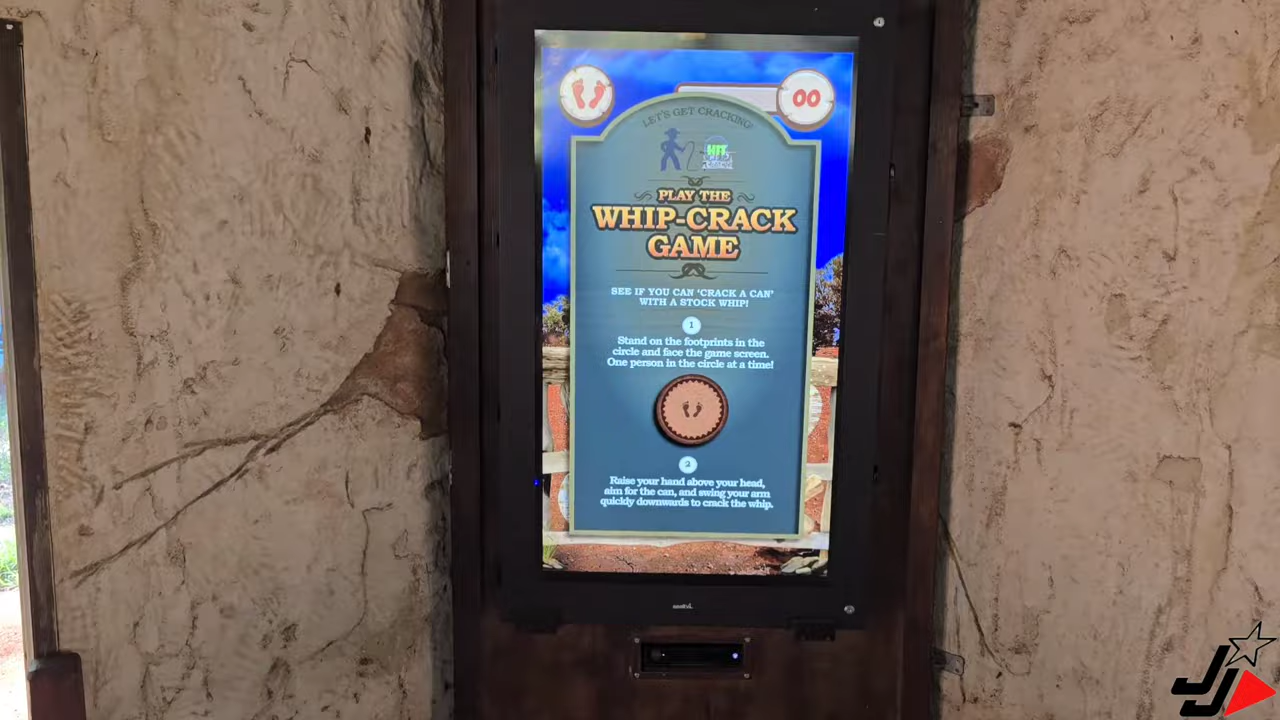 00
LET'S GET CRACKING!
HIT
PLAY THE
WHIP-CRACK
GAME
SEE IF YOU CAN 'CRACK A CAN'
WITH A STOCK WHIP!
1
Stand on the footprints in the
circle and face the game screen.
One person in the circle at a time!
2
Raise your hand above your head,
aim for the can, and swing your arm
quickly downwards to crack the whip.
JJ